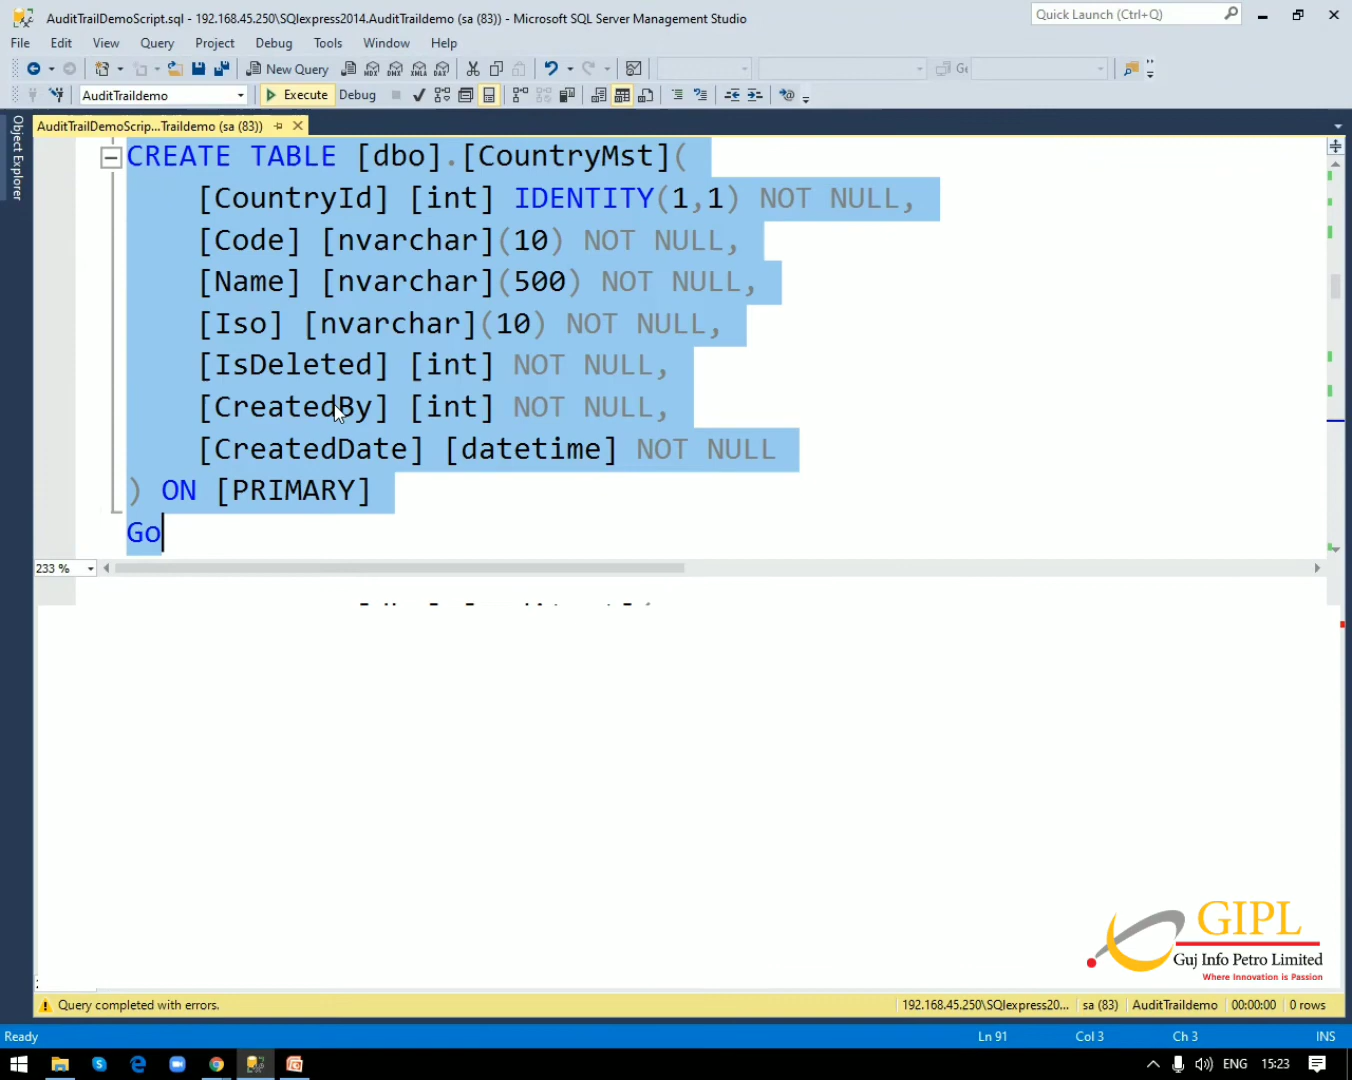 AuditTrailDemoScript.sql - 192.168.45.250\SQlexpress2014.AuditTraildemo (sa (83)) - Microsoft SQL Server Management Studio
Quick Launch (Ctrl+Q)
File Edit View Query Project Debug Tools Window Help
New Query
AuditTraildemo
Execute
Debug
Object Explorer
AuditTrailDemoScrip...Traildemo (sa (83))
CREATE TABLE [dbo].[CountryMst](
[CountryId] [int] IDENTITY(1,1) NOT NULL,
[Code] [nvarchar](10) NOT NULL,
[Name] [nvarchar](500) NOT NULL,
[Iso] [nvarchar](10) NOT NULL,
[IsDeleted] [int] NOT NULL,
[CreatedBy] [int] NOT NULL,
[CreatedDate] [datetime] NOT NULL
) ON [PRIMARY]
Go
233 %
GIPL
Guj Info Petro Limited
Where Innovation is Passion
Query completed with errors.
192.168.45.250\SQlexpress20... sa (83) AuditTraildemo 00:00:00 0 rows
Ready Ln 91 Col 3 Ch 3 INS
ENG 15:23